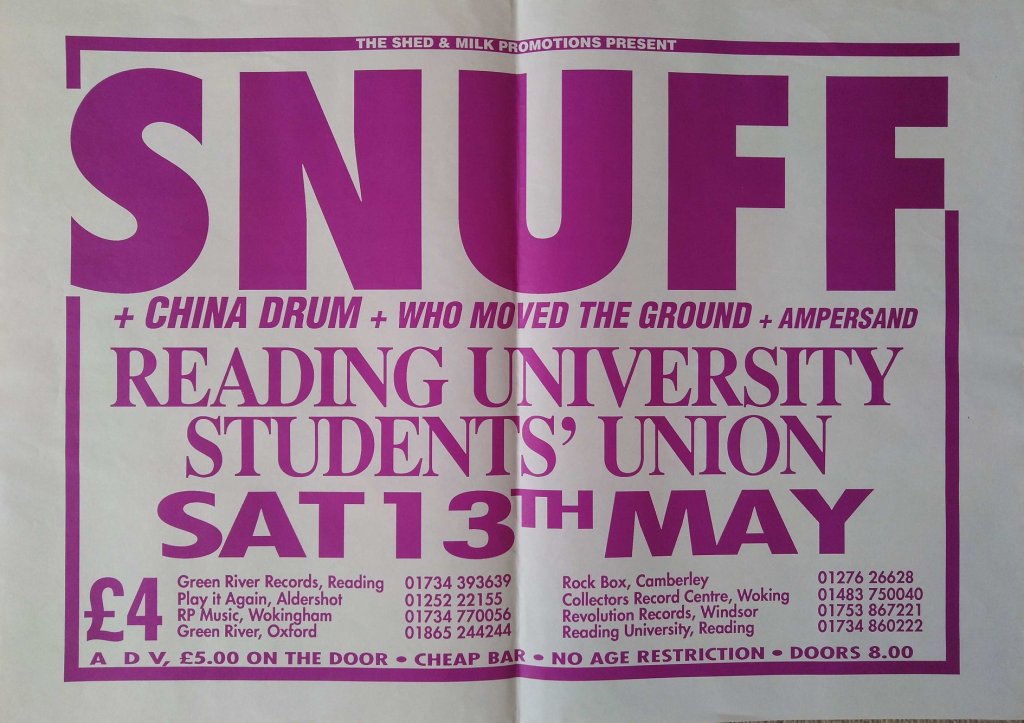 THE SHED & MILK PROMOTIONS PRESENT
SNUFF
+ CHINA DRUM + WHO MOVED THE GROUND + AMPERSAND
READING UNIVERSITY
STUDENTS' UNION
SAT 13TH MAY
£4
Green River Records, Reading 01734 393639
Play it Again, Aldershot 01252 22155
RP Music, Wokingham 01734 770056
Green River, Oxford 01865 244244
Rock Box, Camberley 01276 26628
Collectors Record Centre, Woking 01483 750040
Revolution Records, Windsor 01753 867221
Reading University, Reading 01734 860222
A D V, £5.00 ON THE DOOR • CHEAP BAR • NO AGE RESTRICTION • DOORS 8.00